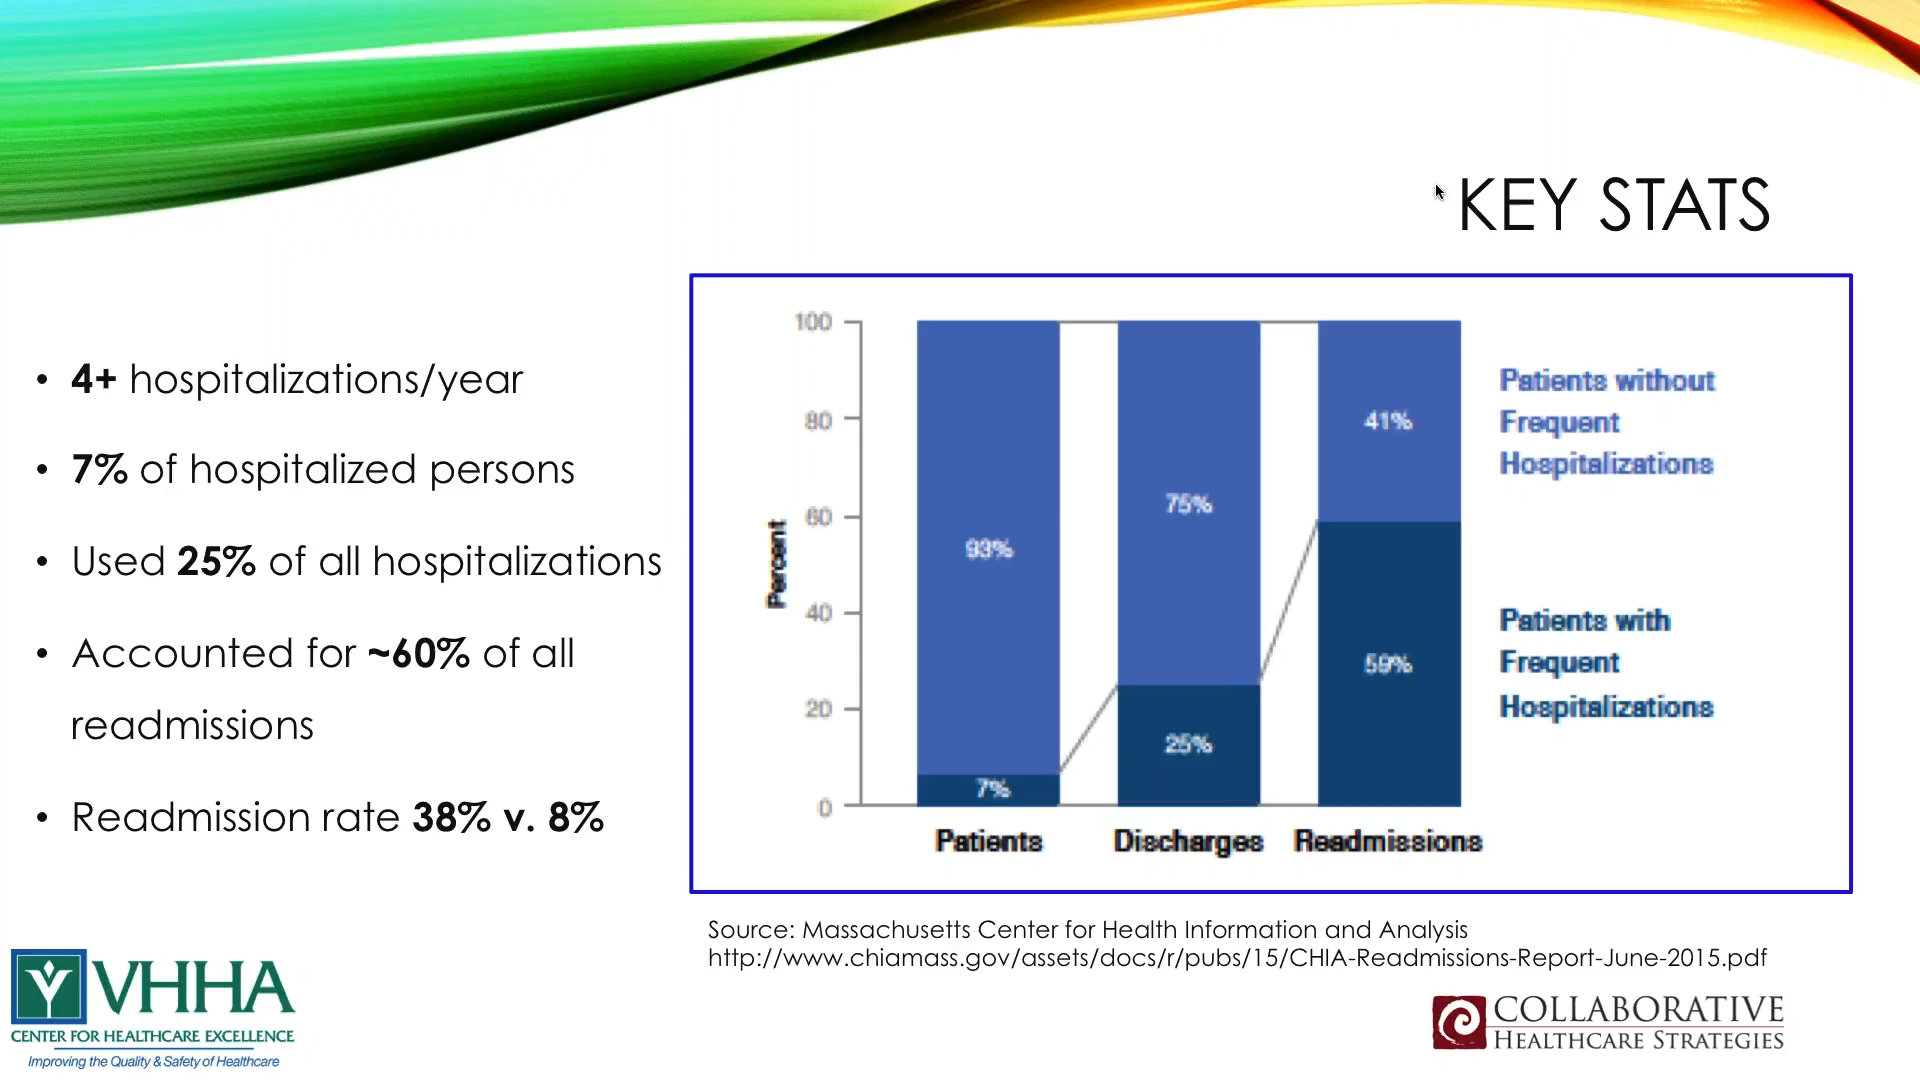 KEY STATS
• 4+ hospitalizations/year
• 7% of hospitalized persons
• Used 25% of all hospitalizations
• Accounted for ~60% of all
readmissions
• Readmission rate 38% v. 8%
Percent
100
80
60
40
20
0
93%
7%
75%
25%
41%
59%
Patients
Discharges
Readmissions
Patients without
Frequent
Hospitalizations
Patients with
Frequent
Hospitalizations
Source: Massachusetts Center for Health Information and Analysis
http://www.chiamass.gov/assets/docs/r/pubs/15/CHIA-Readmissions-Report-June-2015.pdf
VHHA
CENTER FOR HEALTHCARE EXCELLENCE
Improving the Quality & Safety of Healthcare
COLLABORATIVE
HEALTHCARE STRATEGIES